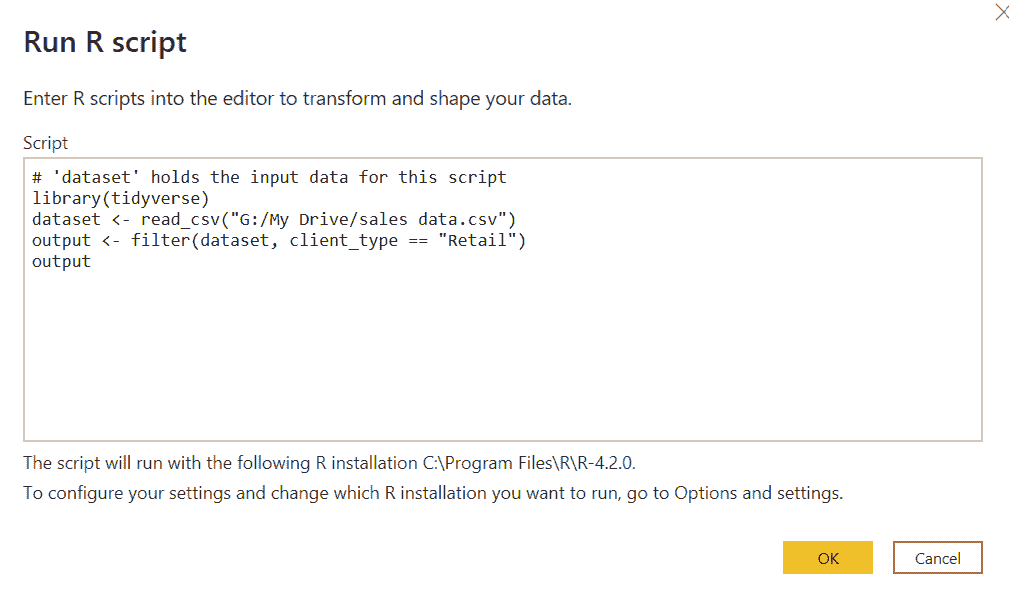 Run R script
Enter R scripts into the editor to transform and shape your data.
Script
# 'dataset' holds the input data for this script
library(tidyverse)
dataset <- read_csv("G:/My Drive/sales data.csv")
output <- filter(dataset, client_type == "Retail")
output
The script will run with the following R installation C:\Program Files\R\R-4.2.0.
To configure your settings and change which R installation you want to run, go to Options and settings.
OK
Cancel